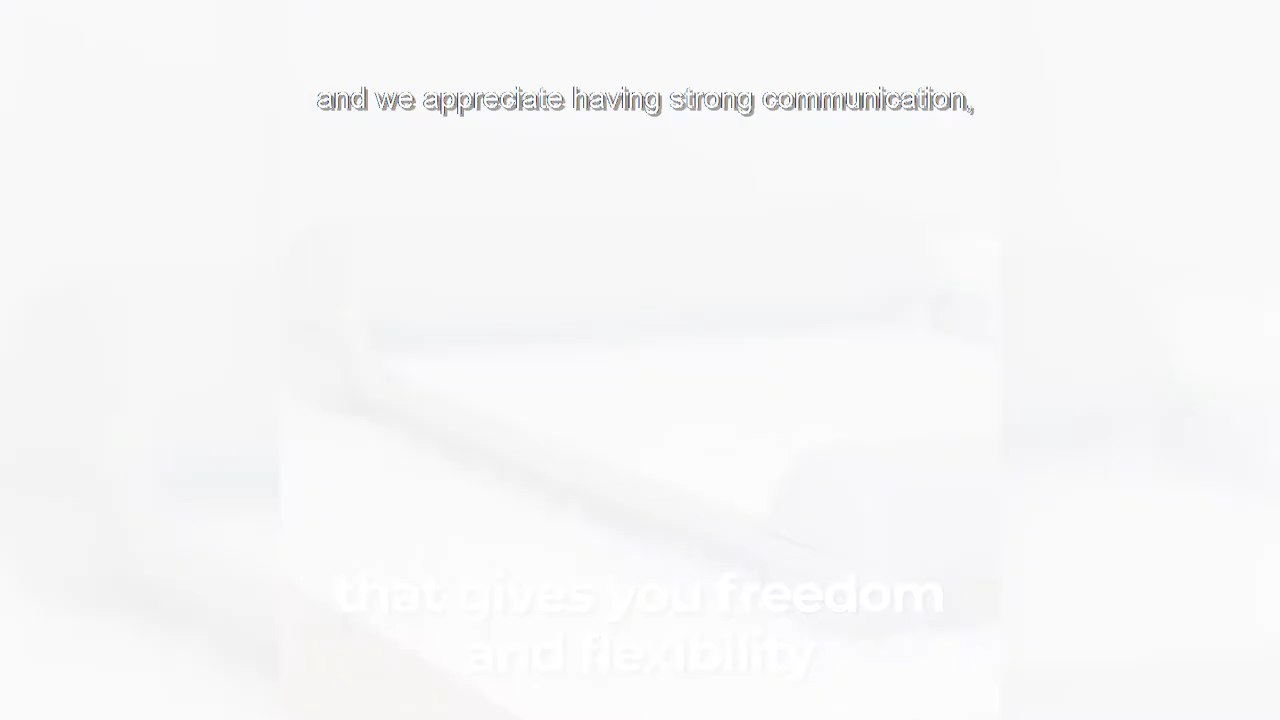 and we appreciate having strong communication,
that gives you freedom
and flexibility